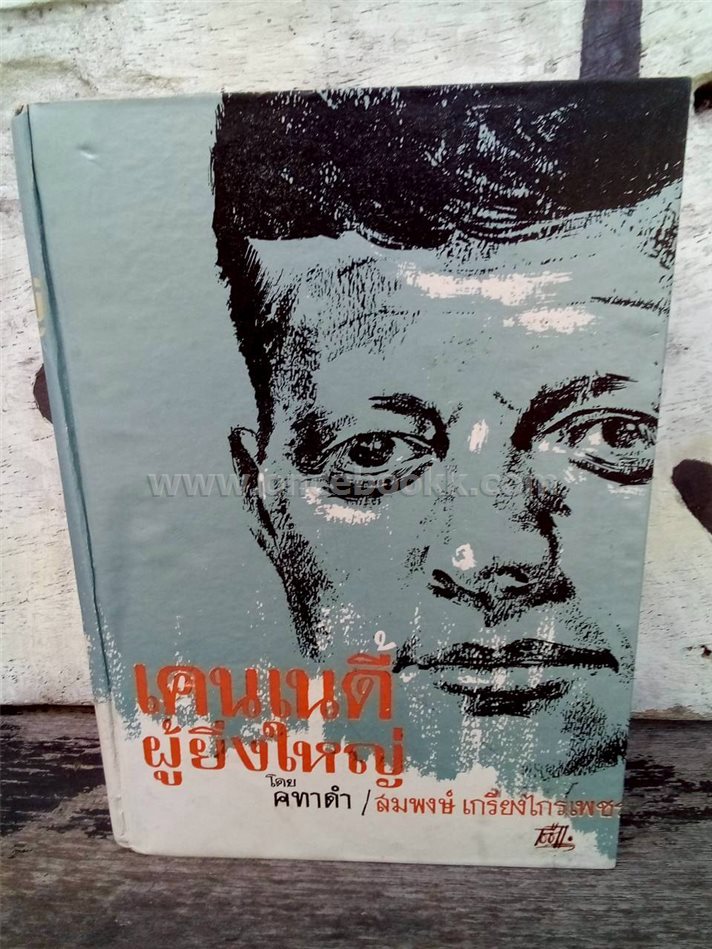 เคนเนดี้
ผู้ยิ่งใหญ่
โดย
คทาดำ / สมพงษ์ เกรียงไกรเพชร